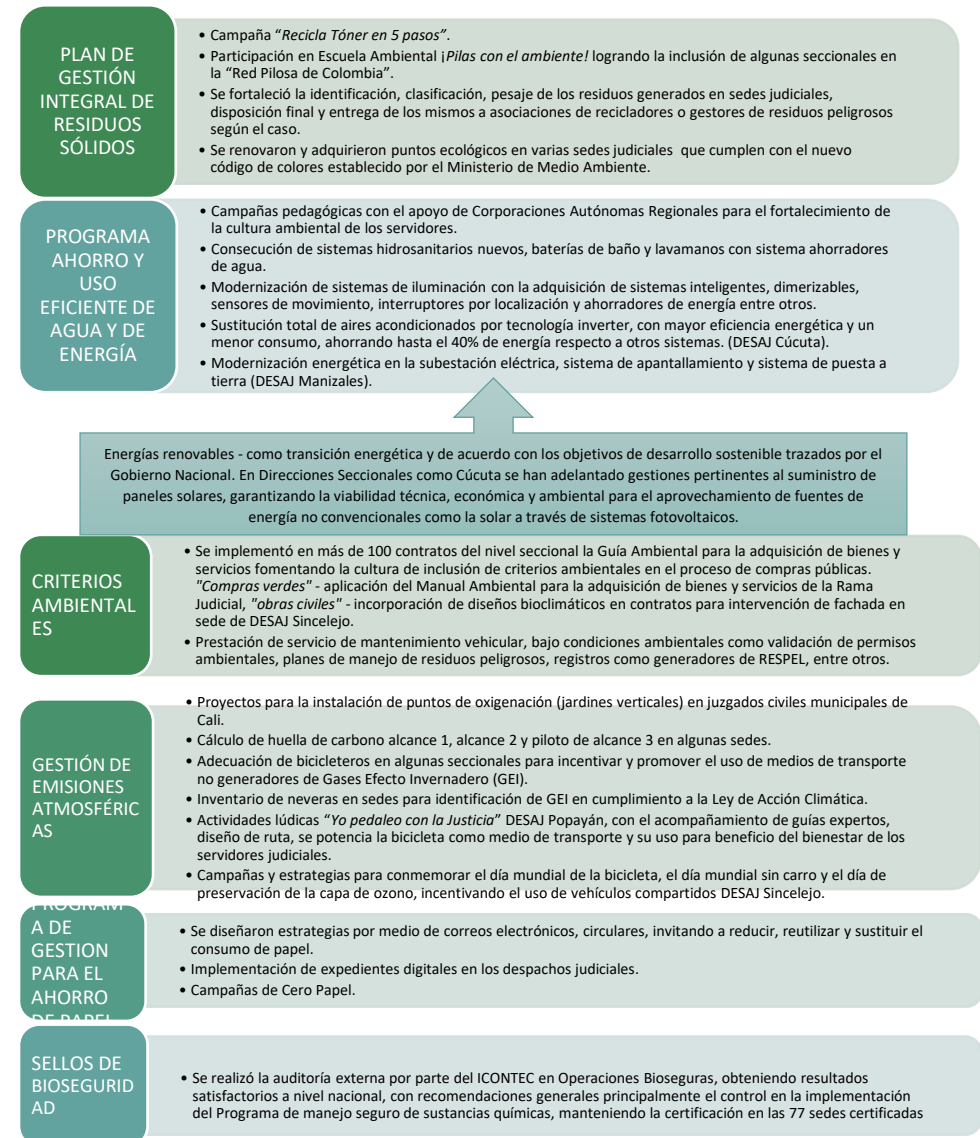 PLAN DE
GESTIÓN
INTEGRAL DE
RESIDUOS
SÓLIDOS
• Campaña “Recicla Tóner en 5 pasos”.
• Participación en Escuela Ambiental ¡Pilas con el ambiente! logrando la inclusión de algunas seccionales en
la “Red Pilosa de Colombia”.
• Se fortaleció la identificación, clasificación, pesaje de los residuos generados en sedes judiciales,
disposición final y entrega de los mismos a asociaciones de recicladores o gestores de residuos peligrosos
según el caso.
• Se renovaron y adquirieron puntos ecológicos en varias sedes judiciales que cumplen con el nuevo
código de colores establecido por el Ministerio de Medio Ambiente.
PROGRAMA
AHORRO Y
USO
EFICIENTE DE
AGUA Y DE
ENERGÍA
• Campañas pedagógicas con el apoyo de Corporaciones Autónomas Regionales para el fortalecimiento de
la cultura ambiental de los servidores.
• Consecución de sistemas hidrosanitarios nuevos, baterías de baño y lavamanos con sistema ahorradores
de agua.
• Modernización de sistemas de iluminación con la adquisición de sistemas inteligentes, dimerizables,
sensores de movimiento, interruptores por localización y ahorradores de energía entre otros.
• Sustitución total de aires acondicionados por tecnología inverter, con mayor eficiencia energética y un
menor consumo, ahorrando hasta el 40% de energía respecto a otros sistemas. (DESAJ Cúcuta).
• Modernización energética en la subestación eléctrica, sistema de apantallamiento y sistema de puesta a
tierra (DESAJ Manizales).
Energías renovables - como transición energética y de acuerdo con los objetivos de desarrollo sostenible trazados por el
Gobierno Nacional. En Direcciones Seccionales como Cúcuta se han adelantado gestiones pertinentes al suministro de
paneles solares, garantizando la viabilidad técnica, económica y ambiental para el aprovechamiento de fuentes de
energía no convencionales como la solar a través de sistemas fotovoltaicos.
CRITERIOS
AMBIENTAL
ES
• Se implementó en más de 100 contratos del nivel seccional la Guía Ambiental para la adquisición de bienes y
servicios fomentando la cultura de inclusión de criterios ambientales en el proceso de compras públicas.
"Compras verdes" - aplicación del Manual Ambiental para la adquisición de bienes y servicios de la Rama
Judicial, "obras civiles" - incorporación de diseños bioclimáticos en contratos para intervención de fachada en
sede de DESAJ Sincelejo.
• Prestación de servicio de mantenimiento vehicular, bajo condiciones ambientales como validación de permisos
ambientales, planes de manejo de residuos peligrosos, registros como generadores de RESPEL, entre otros.
GESTIÓN DE
EMISIONES
ATMOSFÉRIC
AS
• Proyectos para la instalación de puntos de oxigenación (jardines verticales) en juzgados civiles municipales de
Cali.
• Cálculo de huella de carbono alcance 1, alcance 2 y piloto de alcance 3 en algunas sedes.
• Adecuación de bicicleteros en algunas seccionales para incentivar y promover el uso de medios de transporte
no generadores de Gases Efecto Invernadero (GEI).
• Inventario de neveras en sedes para identificación de GEI en cumplimiento a la Ley de Acción Climática.
• Actividades lúdicas “Yo pedaleo con la Justicia” DESAJ Popayán, con el acompañamiento de guías expertos,
diseño de ruta, se potencia la bicicleta como medio de transporte y su uso para beneficio del bienestar de los
servidores judiciales.
• Campañas y estrategias para conmemorar el día mundial de la bicicleta, el día mundial sin carro y el día de
preservación de la capa de ozono, incentivando el uso de vehículos compartidos DESAJ Sincelejo.
PROGRAM
A DE
GESTION
PARA EL
AHORRO
DE PAPEL
• Se diseñaron estrategias por medio de correos electrónicos, circulares, invitando a reducir, reutilizar y sustituir el
consumo de papel.
• Implementación de expedientes digitales en los despachos judiciales.
• Campañas de Cero Papel.
SELLOS DE
BIOSEGURID
AD
• Se realizó la auditoría externa por parte del ICONTEC en Operaciones Bioseguras, obteniendo resultados
satisfactorios a nivel nacional, con recomendaciones generales principalmente el control en la implementación
del Programa de manejo seguro de sustancias químicas, manteniendo la certificación en las 77 sedes certificadas